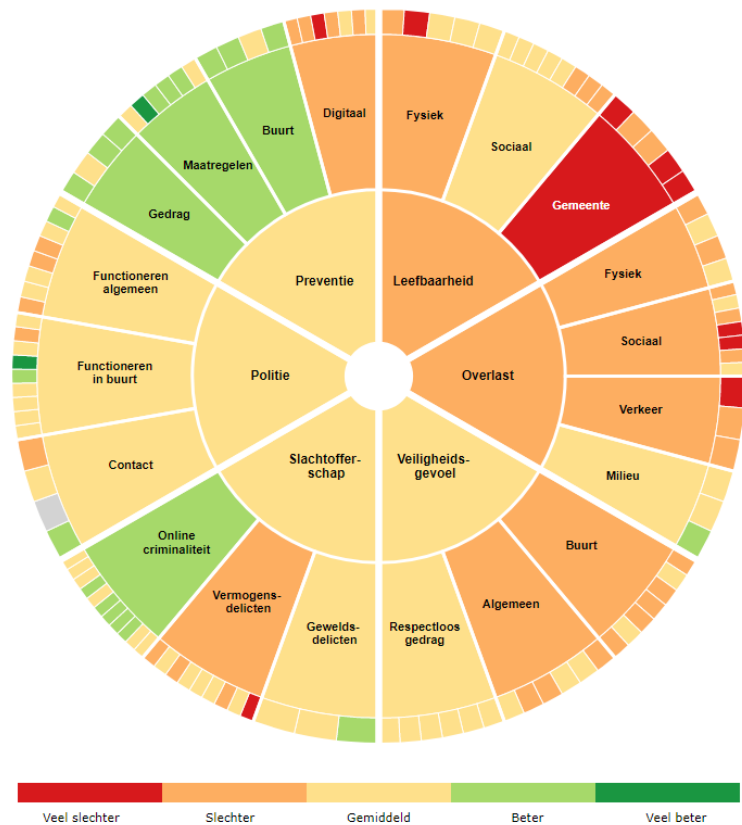 Digitaal
Fysiek
Buurt
Sociaal
Maatregelen
Gemeente
Gedrag
Functioneren
algemeen
Preventie
Leefbaarheid
Fysiek
Sociaal
Functioneren
in buurt
Politie
Overlast
Verkeer
Contact
Slachtoffer-
schap
Veiligheids-
gevoel
Milieu
Online
criminaliteit
Buurt
Vermogens-
delicten
Algemeen
Gewelds-
delicten
Respectloos
gedrag
Veel slechter
Slechter
Gemiddeld
Beter
Veel beter